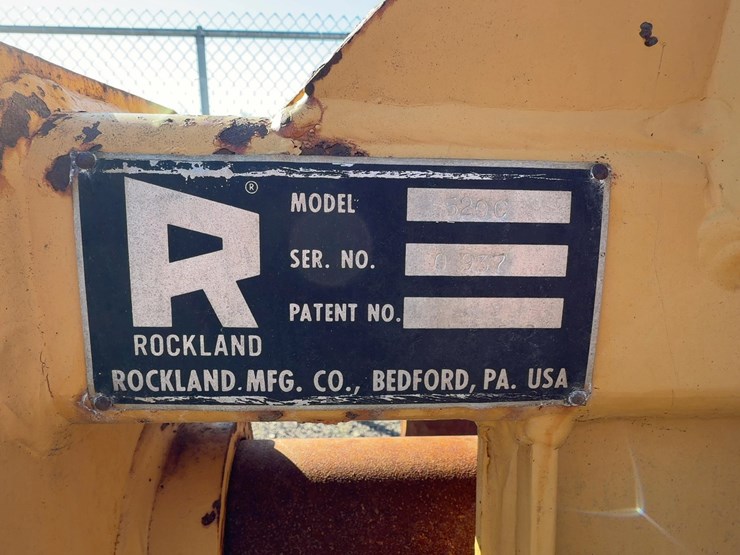 ®
MODEL
SER. NO.
PATENT NO.
ROCKLAND
ROCKLAND MFG. CO., BEDFORD, PA. USA